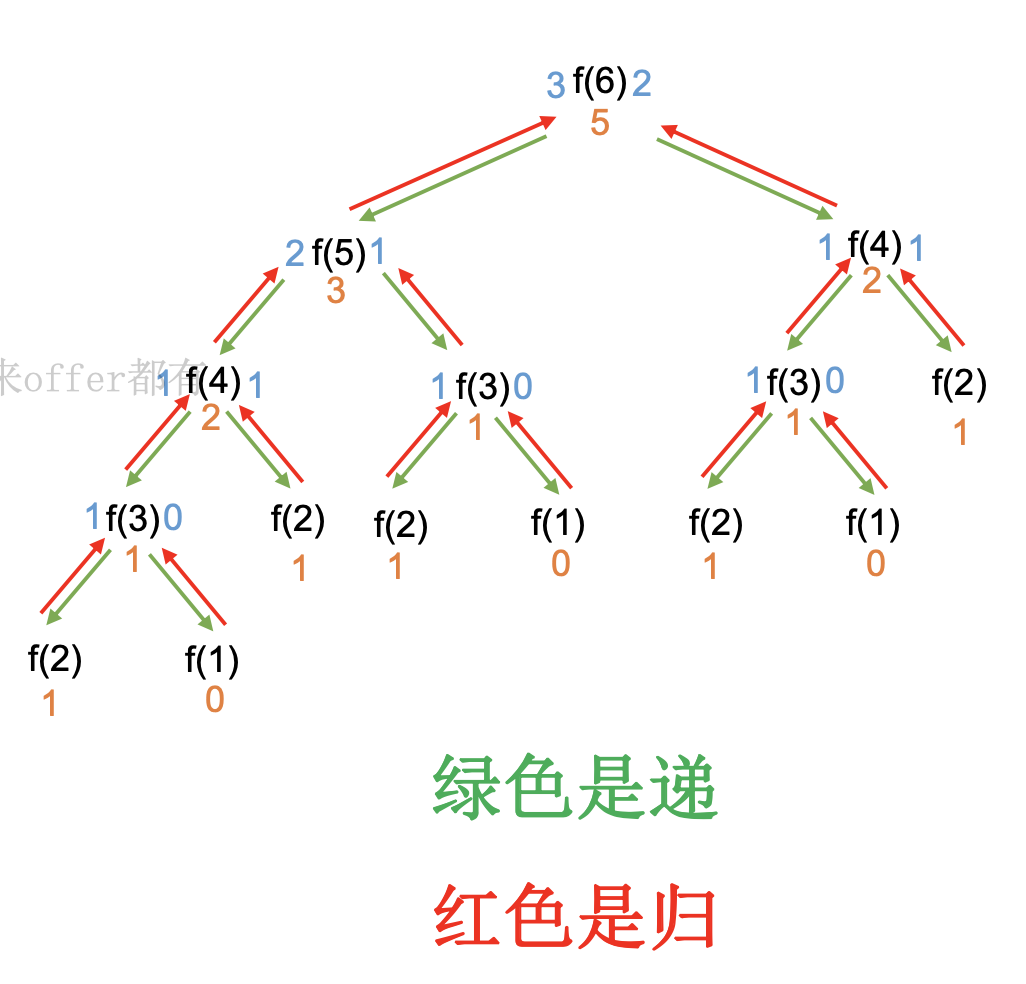 3 f(6) 2
5
2 f(5) 1
3
1 f(4) 1
2
来offer都有
1 f(4) 1
2
1 f(3) 0
1
1 f(3) 0
1
f(2)
1
1 f(3) 0
1
f(2)
1
f(2)
1
f(1)
0
f(2)
1
f(1)
0
f(2)
1
f(1)
0
绿色是递
红色是归